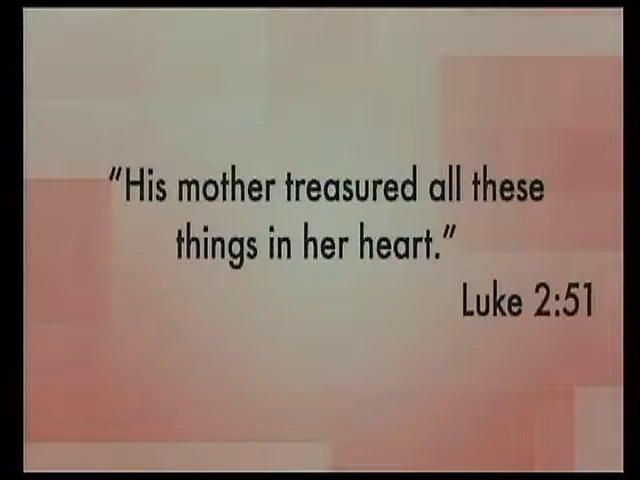 “His mother treasured all these
things in her heart.”
Luke 2:51